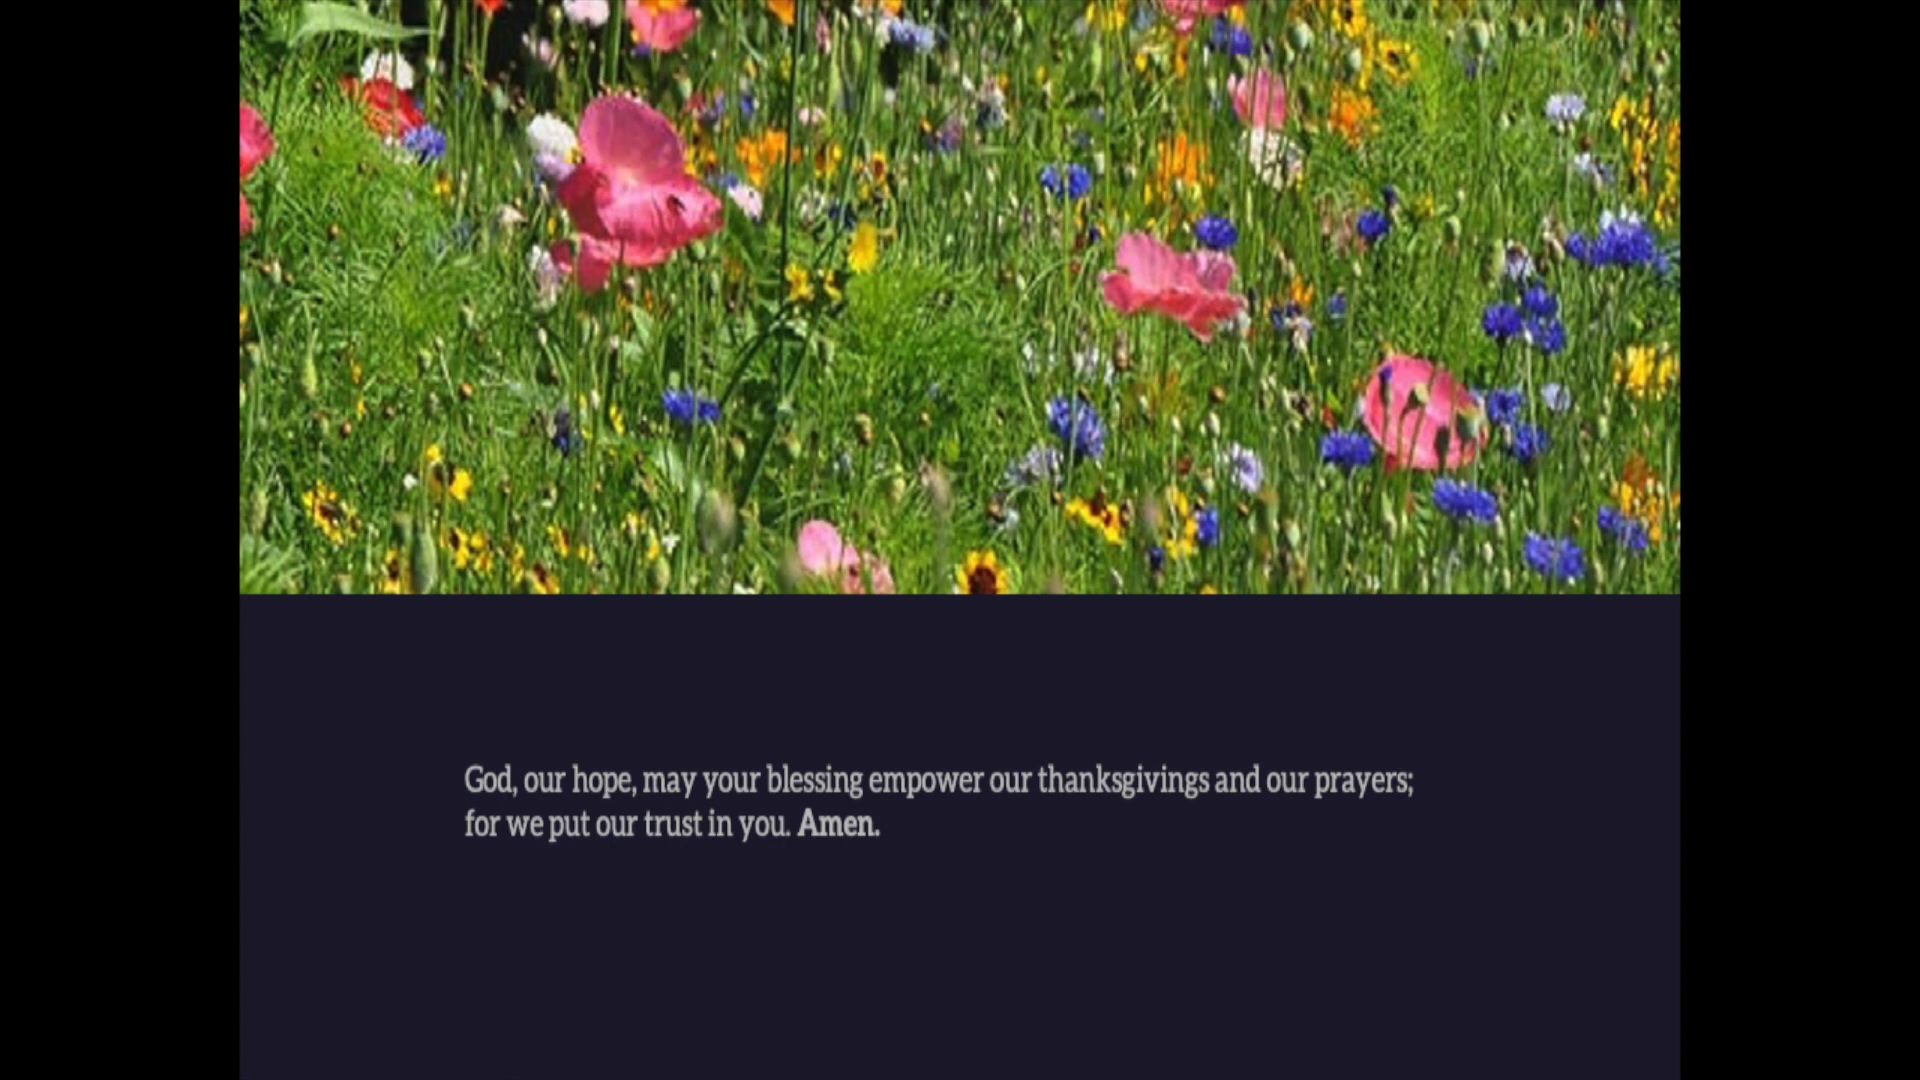 God, our hope, may your blessing empower our thanksgivings and our prayers;
for we put our trust in you. Amen.